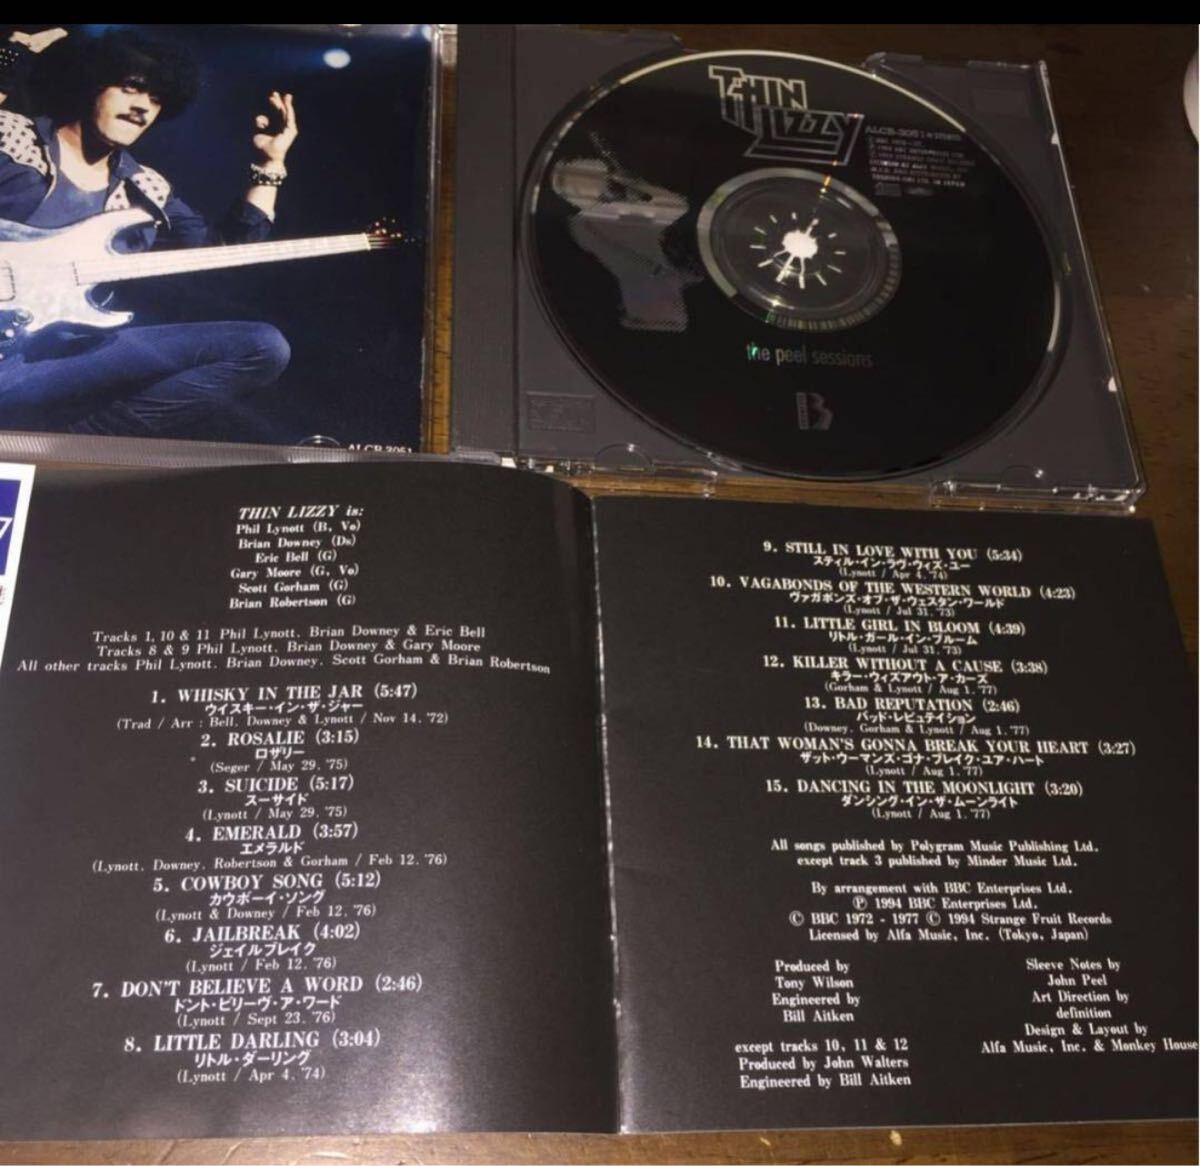 THIN
LIZZY
ALCB-3051
the peel sessions
ALCB-3051
THIN LIZZY is:
Phil Lynott (B, Vo)
Brian Downey (Ds)
Eric Bell (G)
Gary Moore (G, Vo)
Scott Gorham (G)
Brian Robertson (G)
Tracks 1, 10 & 11 Phil Lynott, Brian Downey & Eric Bell
Tracks 8 & 9 Phil Lynott, Brian Downey & Gary Moore
All other tracks Phil Lynott, Brian Downey, Scott Gorham & Brian Robertson
1. WHISKY IN THE JAR (5:47)
ウイスキー・イン・ザ・ジャー
(Trad / Arr : Bell, Downey & Lynott / Nov 14. '72)
2. ROSALIE (3:15)
ロザリー
(Seger / May 29. '75)
3. SUICIDE (5:17)
スーサイド
(Lynott / May 29. '75)
4. EMERALD (3:57)
エメラルド
(Lynott, Downey, Robertson & Gorham / Feb 12. '76)
5. COWBOY SONG (5:12)
カウボーイ・ソング
(Lynott & Downey / Feb 12. '76)
6. JAILBREAK (4:02)
ジェイルブレイク
(Lynott / Feb 12. '76)
7. DON'T BELIEVE A WORD (2:46)
ドント・ビリーヴ・ア・ワード
(Lynott / Sept 23. '76)
8. LITTLE DARLING (3:04)
リトル・ダーリング
(Lynott / Apr 4. '74)
9. STILL IN LOVE WITH YOU (5:34)
スティル・イン・ラヴ・ウィズ・ユー
(Lynott / Apr 4. '74)
10. VAGABONDS OF THE WESTERN WORLD (4:23)
ヴァガボンズ・オブ・ザ・ウェスタン・ワールド
(Lynott / Jul 31. '73)
11. LITTLE GIRL IN BLOOM (4:39)
リトル・ガール・イン・ブルーム
(Lynott / Jul 31. '73)
12. KILLER WITHOUT A CAUSE (3:38)
キラー・ウィズアウト・ア・カーズ
(Gorham & Lynott / Aug 1. '77)
13. BAD REPUTATION (2:46)
バッド・レピュテイション
(Downey, Gorham & Lynott / Aug 1. '77)
14. THAT WOMAN'S GONNA BREAK YOUR HEART (3:27)
ザット・ウーマンズ・ゴナ・ブレイク・ユア・ハート
(Lynott / Aug 1. '77)
15. DANCING IN THE MOONLIGHT (3:20)
ダンシング・イン・ザ・ムーンライト
(Lynott / Aug 1. '77)
All songs published by Polygram Music Publishing Ltd.
except track 3 published by Minder Music Ltd.
By arrangement with BBC Enterprises Ltd.
Ⓟ 1994 BBC Enterprises Ltd.
© BBC 1972 - 1977 © 1994 Strange Fruit Records
Licensed by Alfa Music, Inc. (Tokyo, Japan)
Produced by
Tony Wilson
Engineered by
Bill Aitken
except tracks 10, 11 & 12
Produced by John Walters
Engineered by Bill Aitken
Sleeve Notes by
John Peel
Art Direction by
definition
Design & Layout by
Alfa Music, Inc. & Monkey House